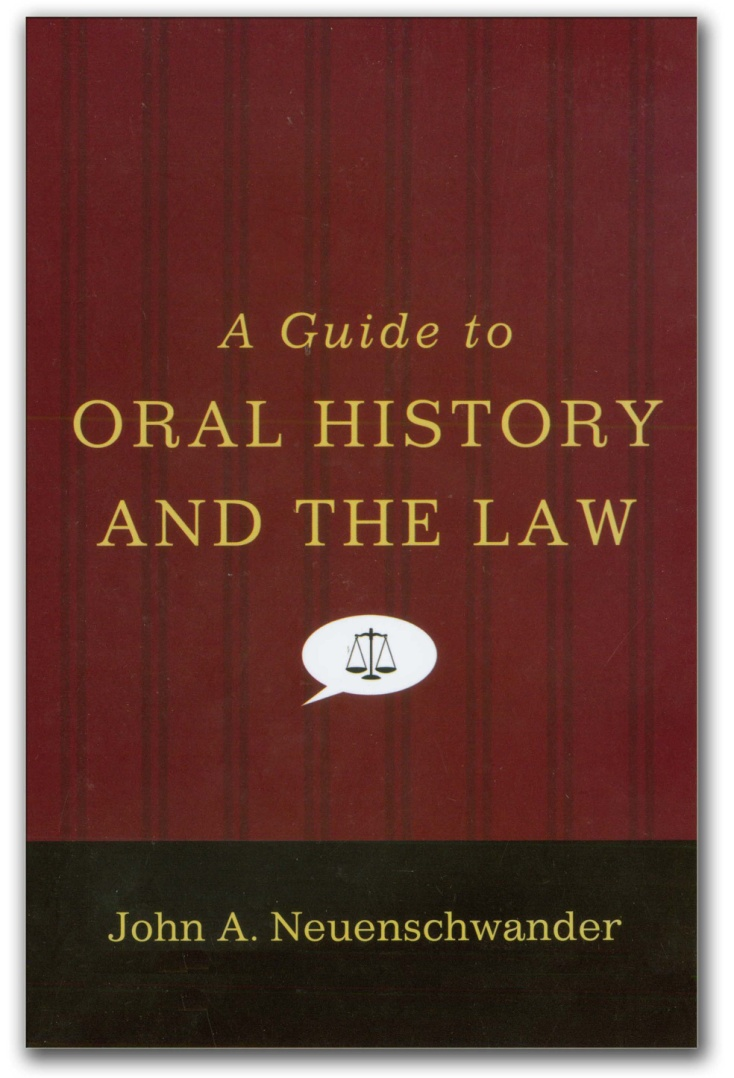 A Guide to
ORAL HISTORY
AND THE LAW
John A. Neuenschwander